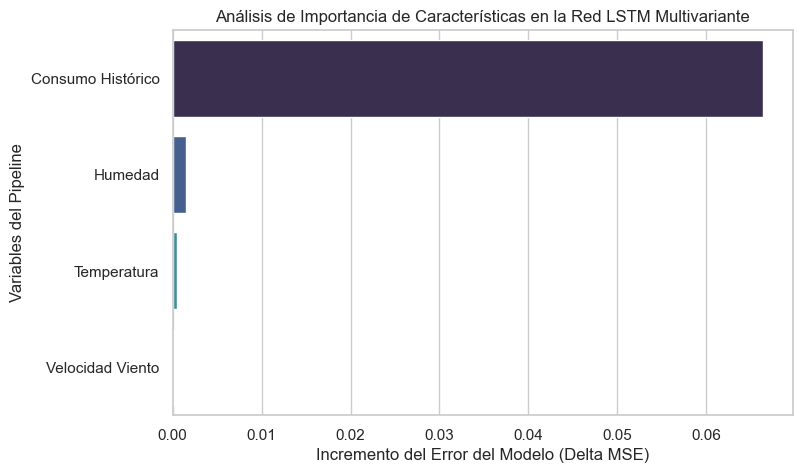 Análisis de Importancia de Características en la Red LSTM Multivariante
Variables del Pipeline
Consumo Histórico
Humedad
Temperatura
Velocidad Viento
0.00 0.01 0.02 0.03 0.04 0.05 0.06
Incremento del Error del Modelo (Delta MSE)